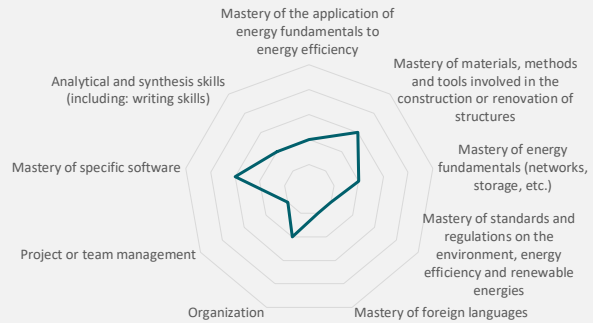 Mastery of the application of
energy fundamentals to
energy efficiency
Mastery of materials, methods
and tools involved in the
construction or renovation of
structures
Mastery of energy
fundamentals (networks,
storage, etc.)
Mastery of standards and
regulations on the
environment, energy
efficiency and renewable
energies
Mastery of foreign languages
Organization
Project or team management
Mastery of specific software
Analytical and synthesis skills
(including: writing skills)